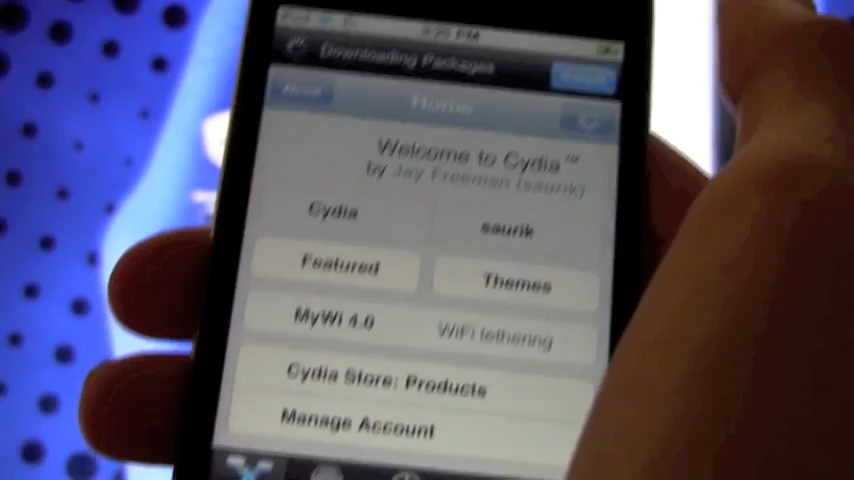 Downloading Packages
About
Home
Welcome to Cydia™
by Jay Freeman (saurik)
Cydia
saurik
Featured
Themes
MyWi 4.0 WiFi tethering
Cydia Store: Products
Manage Account